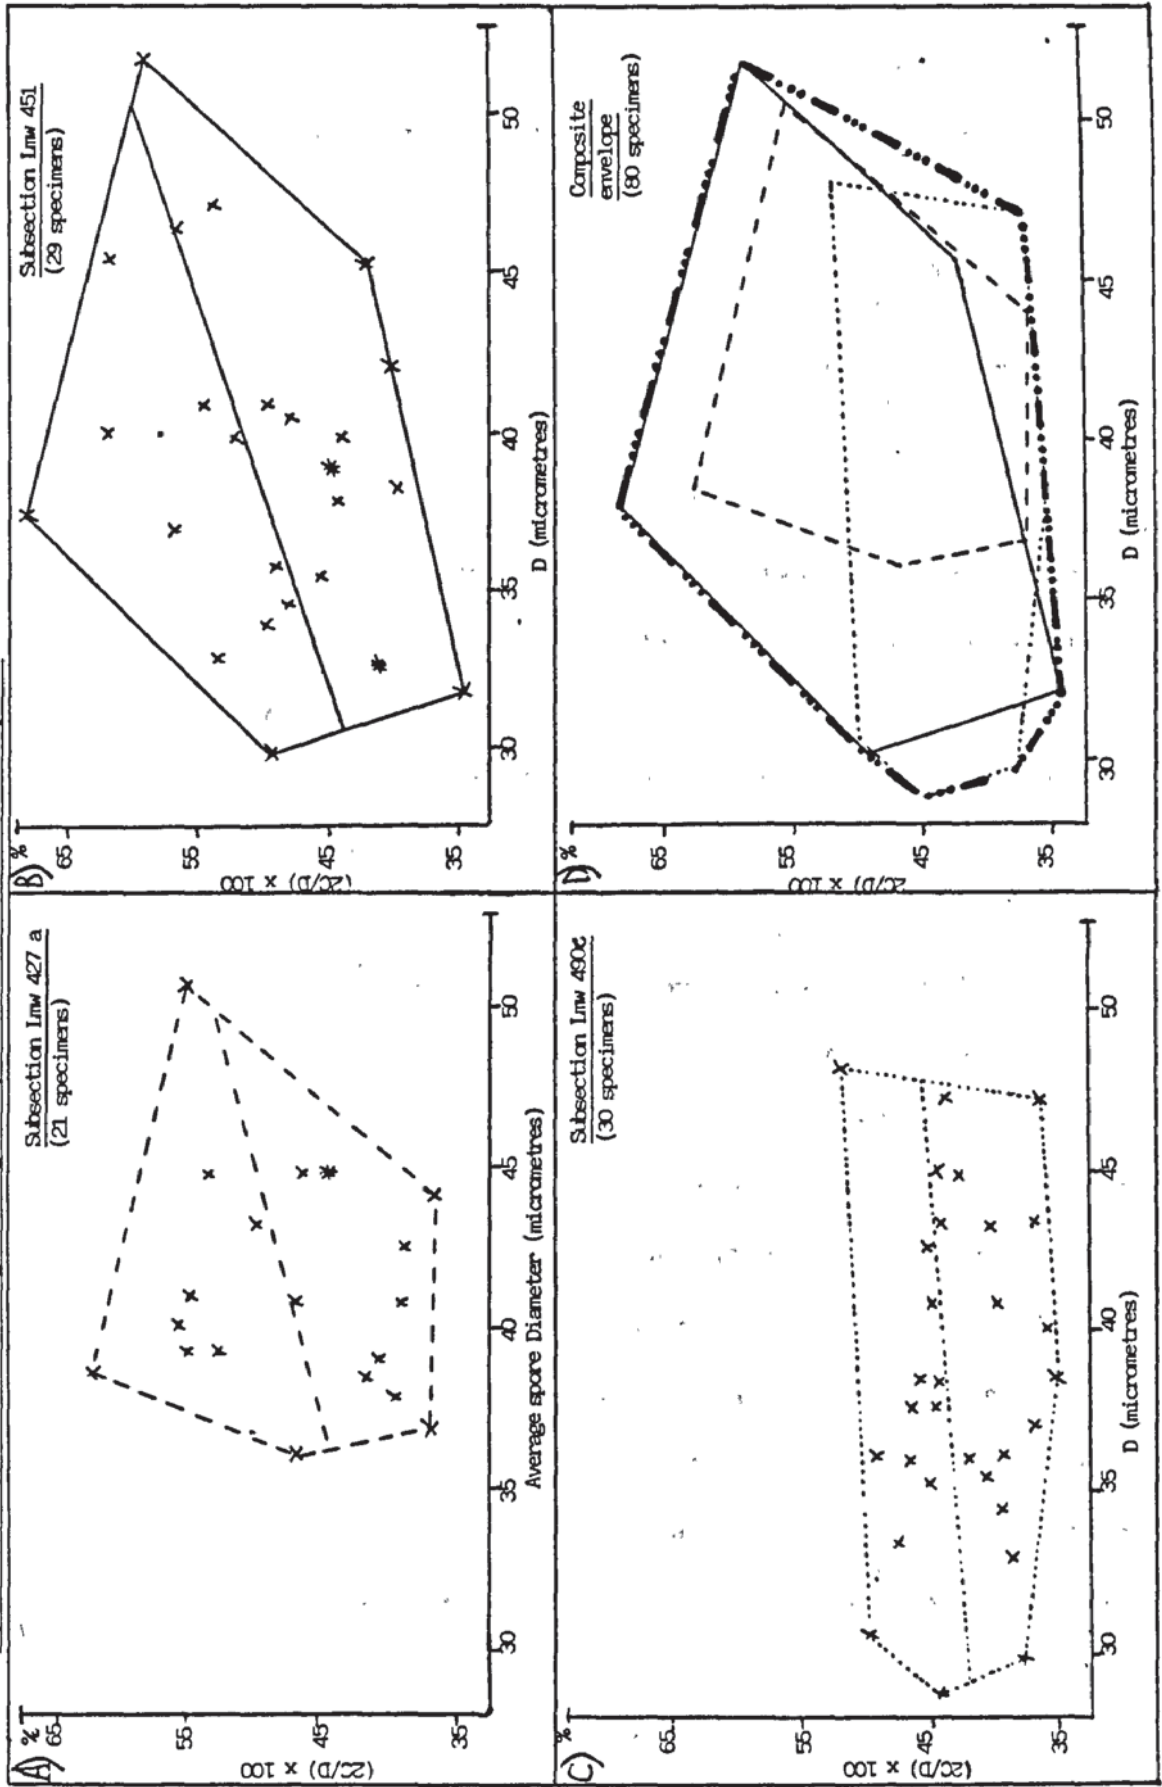 A)
%
65
55
45
35
(2C/D) x 100
Subsection Lmw 427 a
(21 specimens)
30
35
40
45
50
Average spore Diameter (micrometres)
B)
%
65
55
45
35
(2C/D) x 100
Subsection Lmw 451
(29 specimens)
30
35
40
45
50
D (micrometres)
C)
%
65
55
45
35
(2C/D) x 100
Subsection Lmw 490c
(30 specimens)
30
35
40
45
50
D (micrometres)
D)
%
65
55
45
35
2C/D) x 100
Composite
envelope
(80 specimens)
30
35
40
45
50
D (micrometres)